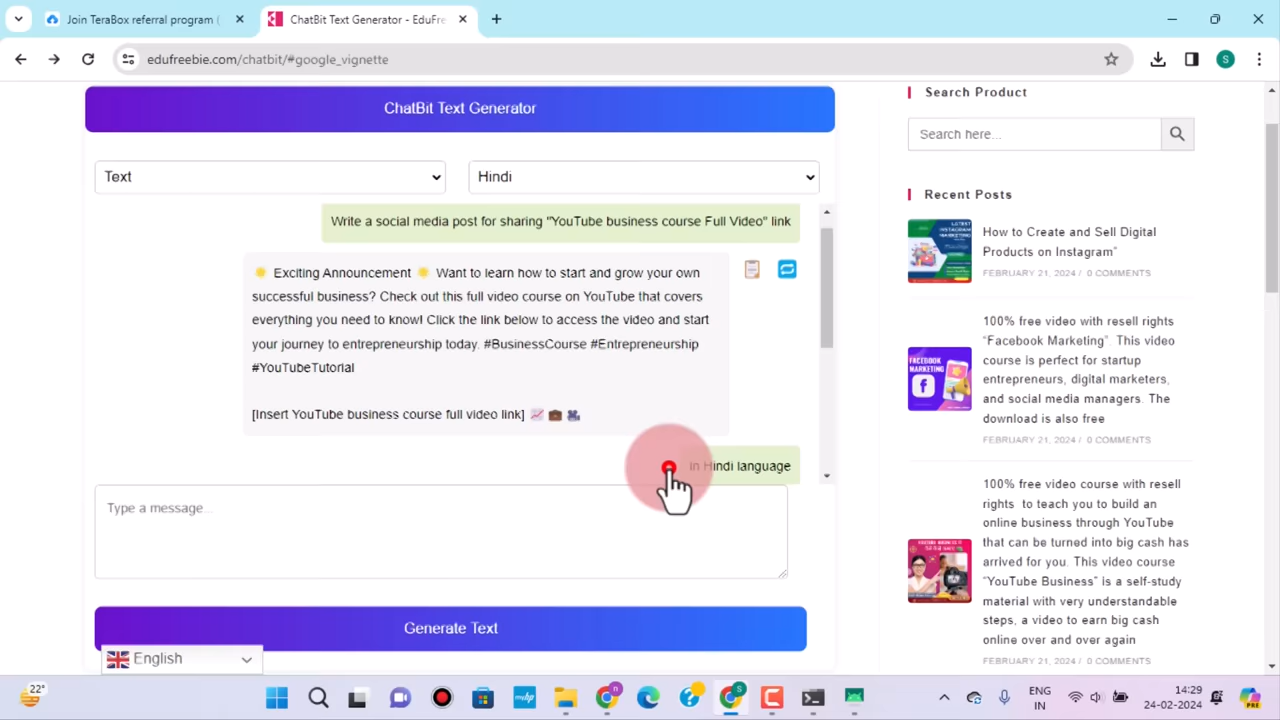 Join TeraBox referral program (
ChatBit Text Generator - EduFre
edufreebie.com/chatbit/#google_vignette
S
ChatBit Text Generator
Text
Hindi
Write a social media post for sharing "YouTube business course Full Video" link
Exciting Announcement Want to learn how to start and grow your own
successful business? Check out this full video course on YouTube that covers
everything you need to know! Click the link below to access the video and start
your journey to entrepreneurship today. #BusinessCourse #Entrepreneurship
#YouTubeTutorial
[Insert YouTube business course full video link]
in Hindi language
Type a message...
Generate Text
English
Search Product
Search here...
Recent Posts
How to Create and Sell Digital
Products on Instagram"
FEBRUARY 21, 2024 / 0 COMMENTS
100% free video with resell rights
"Facebook Marketing". This video
course is perfect for startup
entrepreneurs, digital marketers,
and social media managers. The
download is also free
FEBRUARY 21, 2024 / 0 COMMENTS
100% free video course with resell
rights to teach you to build an
online business through YouTube
that can be turned into big cash has
arrived for you. This video course
"YouTube Business" is a self-study
material with very understandable
steps, a video to earn big cash
online over and over again
FEBRUARY 21, 2024 / 0 COMMENTS
22°
ENG
IN
14:29
24-02-2024
PRE